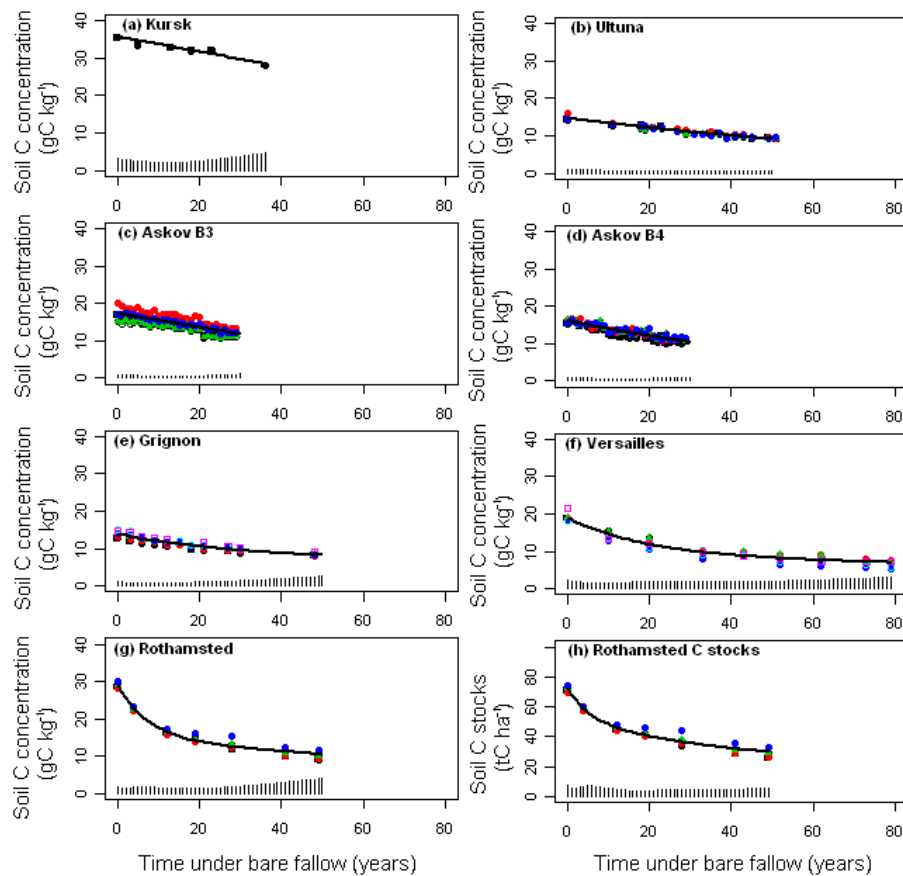 (a) Kursk
Soil C concentration
(gC kg⁻¹)
40
30
20
10
0
0 20 40 60 80
(b) Ultuna
Soil C concentration
(gC kg⁻¹)
40
30
20
10
0
0 20 40 60 80
(c) Askov B3
Soil C concentration
(gC kg⁻¹)
40
30
20
10
0
0 20 40 60 80
(d) Askov B4
Soil C concentration
(gC kg⁻¹)
40
30
20
10
0
0 20 40 60 80
(e) Grignon
Soil C concentration
(gC kg⁻¹)
40
30
20
10
0
0 20 40 60 80
(f) Versailles
Soil C concentration
(gC kg⁻¹)
40
30
20
10
0
0 20 40 60 80
(g) Rothamsted
Soil C concentration
(gC kg⁻¹)
40
30
20
10
0
0 20 40 60 80
Time under bare fallow (years)
(h) Rothamsted C stocks
Soil C stocks
(tC ha⁻¹)
80
60
40
20
0
0 20 40 60 80
Time under bare fallow (years)